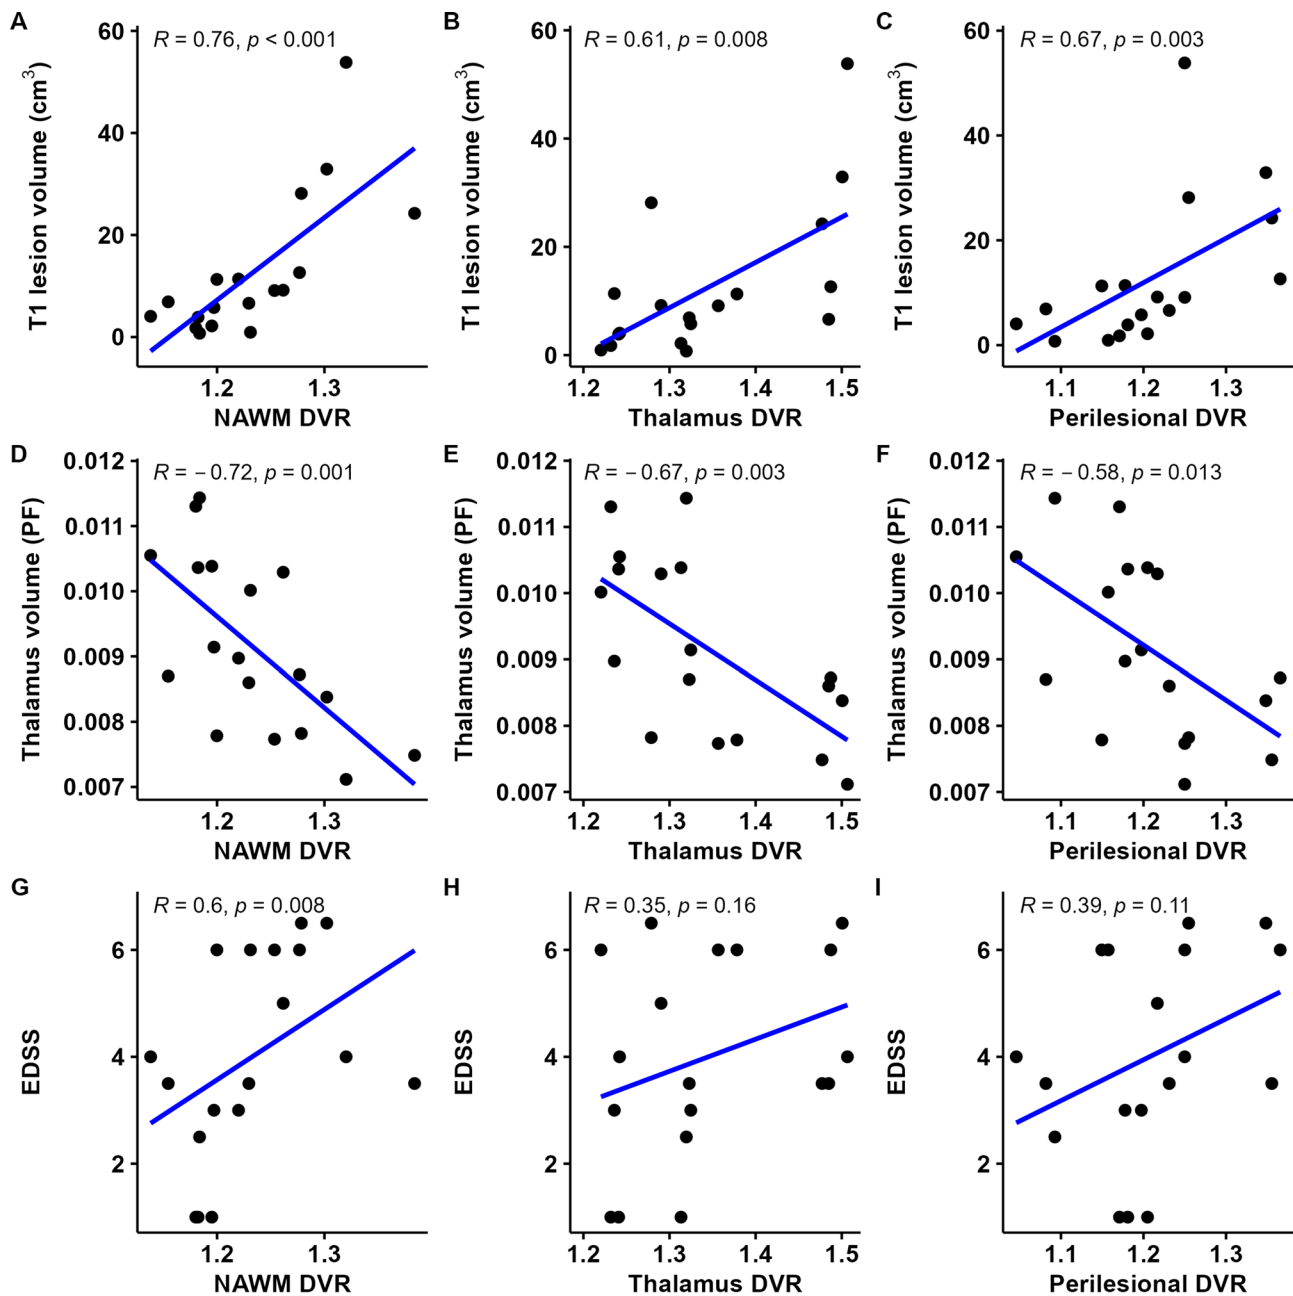 A
R = 0.76, p < 0.001
T1 lesion volume (cm³)
60
40
20
0
1.2 1.3
NAWM DVR
B
R = 0.61, p = 0.008
T1 lesion volume (cm³)
60
40
20
0
1.2 1.3 1.4 1.5
Thalamus DVR
C
R = 0.67, p = 0.003
T1 lesion volume (cm³)
60
40
20
0
1.1 1.2 1.3
Perilesional DVR
D
R = −0.72, p = 0.001
Thalamus volume (PF)
0.012
0.011
0.010
0.009
0.008
0.007
1.2 1.3
NAWM DVR
E
R = −0.67, p = 0.003
Thalamus volume (PF)
0.012
0.011
0.010
0.009
0.008
0.007
1.2 1.3 1.4 1.5
Thalamus DVR
F
R = −0.58, p = 0.013
Thalamus volume (PF)
0.012
0.011
0.010
0.009
0.008
0.007
1.1 1.2 1.3
Perilesional DVR
G
R = 0.6, p = 0.008
EDSS
6
4
2
1.2 1.3
NAWM DVR
H
R = 0.35, p = 0.16
EDSS
6
4
2
1.2 1.3 1.4 1.5
Thalamus DVR
I
R = 0.39, p = 0.11
EDSS
6
4
2
1.1 1.2 1.3
Perilesional DVR